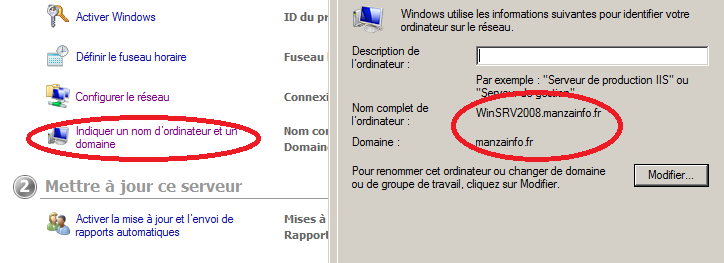 Activer Windows
ID du pr
Définir le fuseau horaire
Fuseau
Configurer le réseau
Connexi
Indiquer un nom d'ordinateur et un
domaine
Nom con
Domaine
2 Mettre à jour ce serveur
Activer la mise à jour et l'envoi de
rapports automatiques
Mises à
Rapport
Windows utilise les informations suivantes pour identifier votre
ordinateur sur le réseau.
Description de
l'ordinateur :
Par exemple : "Serveur de production IIS" ou
"Serveur de gestion".
Nom complet de
l'ordinateur :
WinSRV2008.manzainfo.fr
Domaine :
manzainfo.fr
Pour renommer cet ordinateur ou changer de domaine
ou de groupe de travail, cliquez sur Modifier.
Modifier...